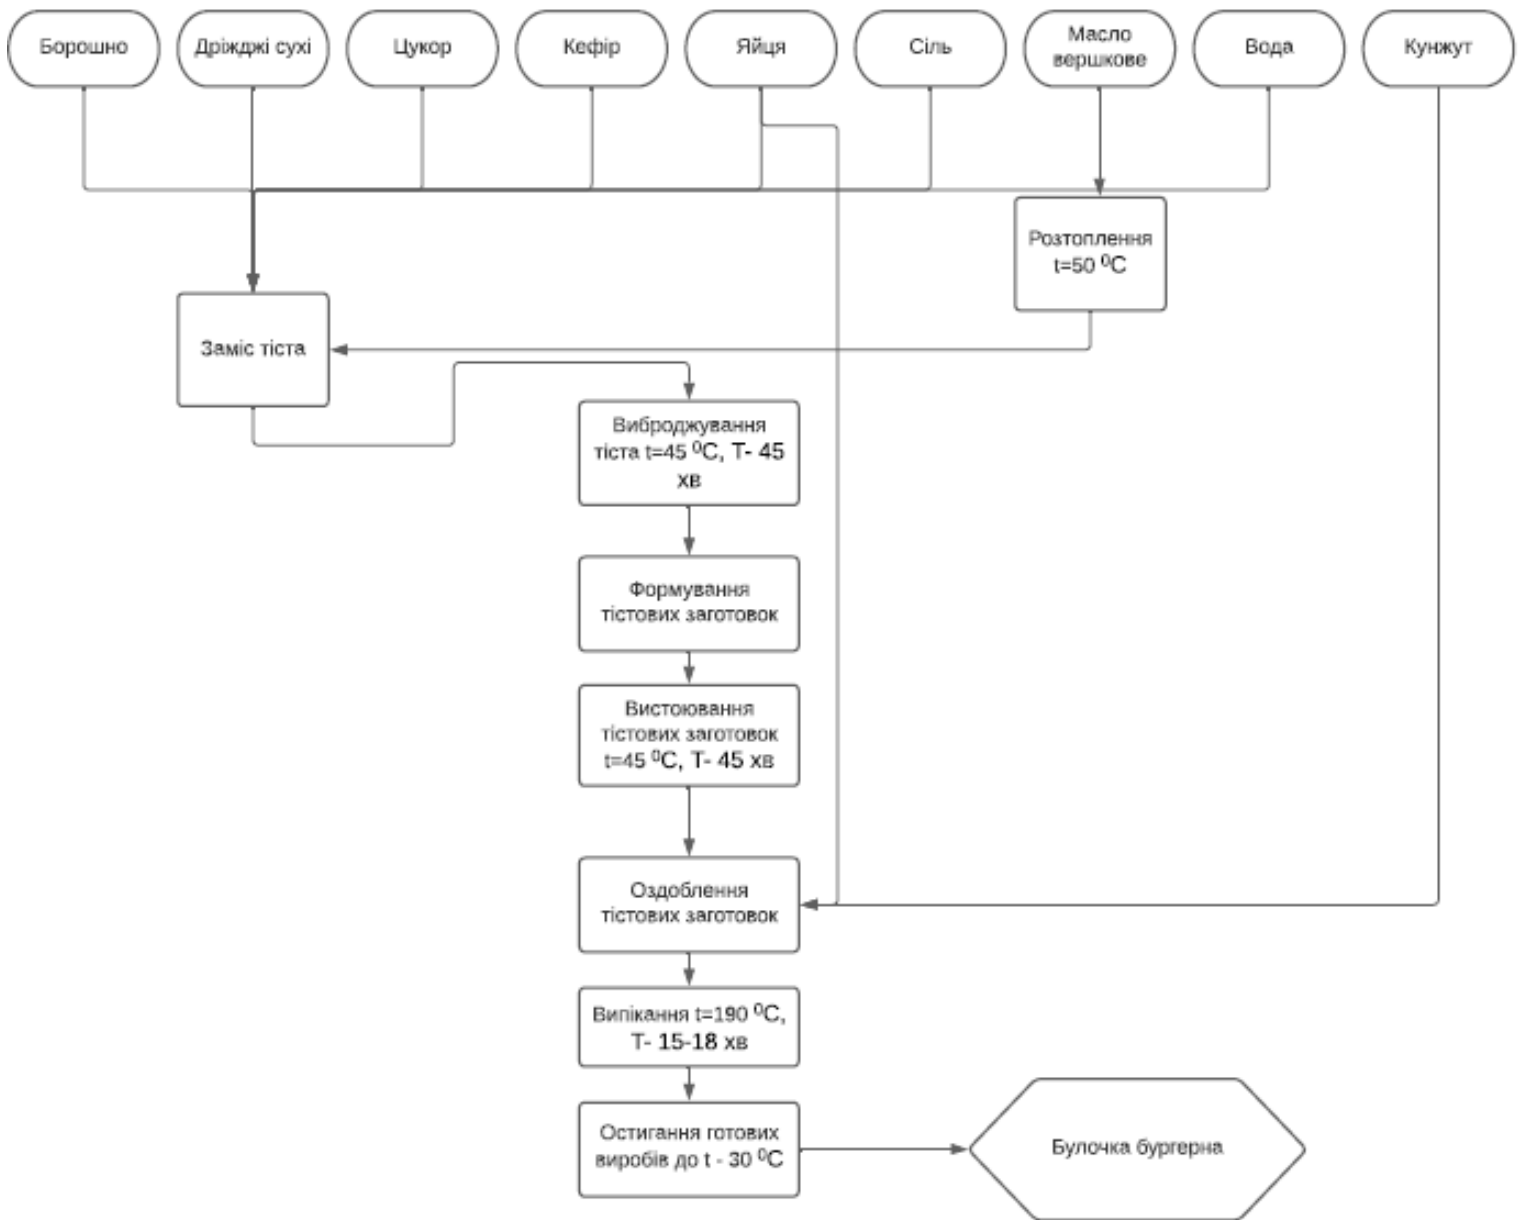 Борошно
Дріжджі сухі
Цукор
Кефір
Яйця
Сіль
Масло
вершкове
Вода
Кунжут
Розтоплення
t=50 ⁰C
Заміс тіста
Виброджування
тіста t=45 ⁰C, T- 45
хв
Формування
тістових заготовок
Вистоювання
тістових заготовок
t=45 ⁰C, T- 45 хв
Оздоблення
тістових заготовок
Випікання t=190 ⁰C,
T- 15-18 хв
Остигання готових
виробів до t - 30 ⁰C
Булочка бургерна